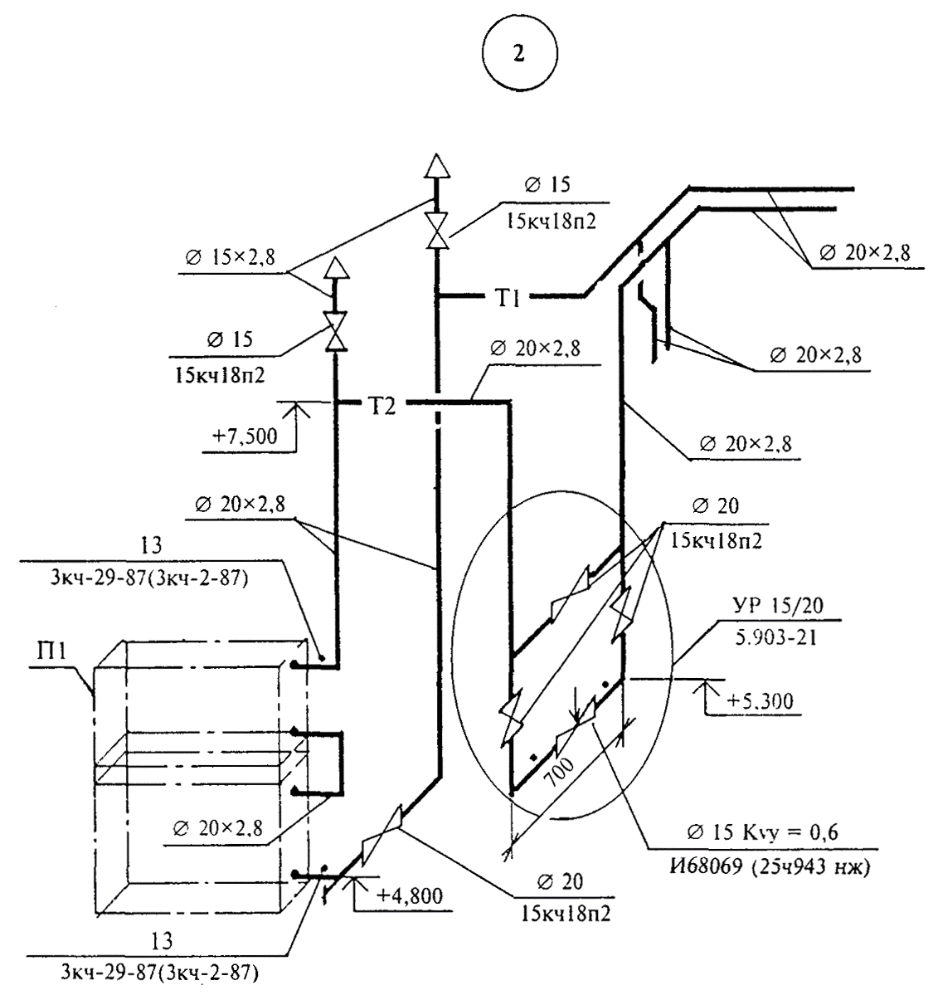 2
∅ 15
15кч18п2
∅ 15×2,8
∅ 20×2,8
Т1
∅ 15
15кч18п2
∅ 20×2,8
∅ 20×2,8
Т2
+7,500
∅ 20×2,8
∅ 20×2,8
∅ 20
15кч18п2
13
3кч-29-87(3кч-2-87)
УР 15/20
5.903-21
П1
+5.300
700
∅ 20×2,8
∅ 15 Kvy = 0,6
И68069 (25ч943 нж)
∅ 20
15кч18п2
+4,800
13
3кч-29-87(3кч-2-87)